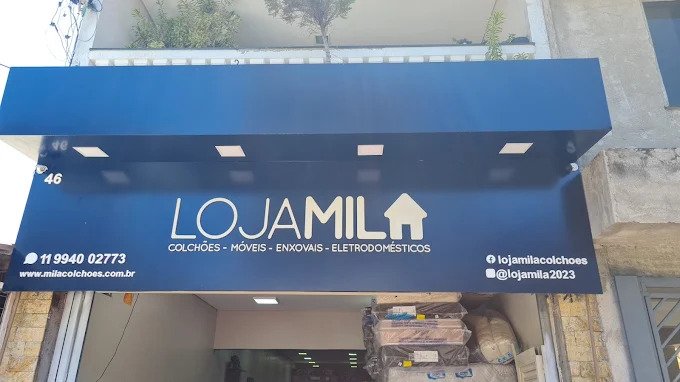 46
LOJAMILA
COLCHÕES - MÓVEIS - ENXOVAIS - ELETRODOMÉSTICOS
11 9940 02773
www.milacolchoes.com.br
lojamilacolchoes
@lojamila2023